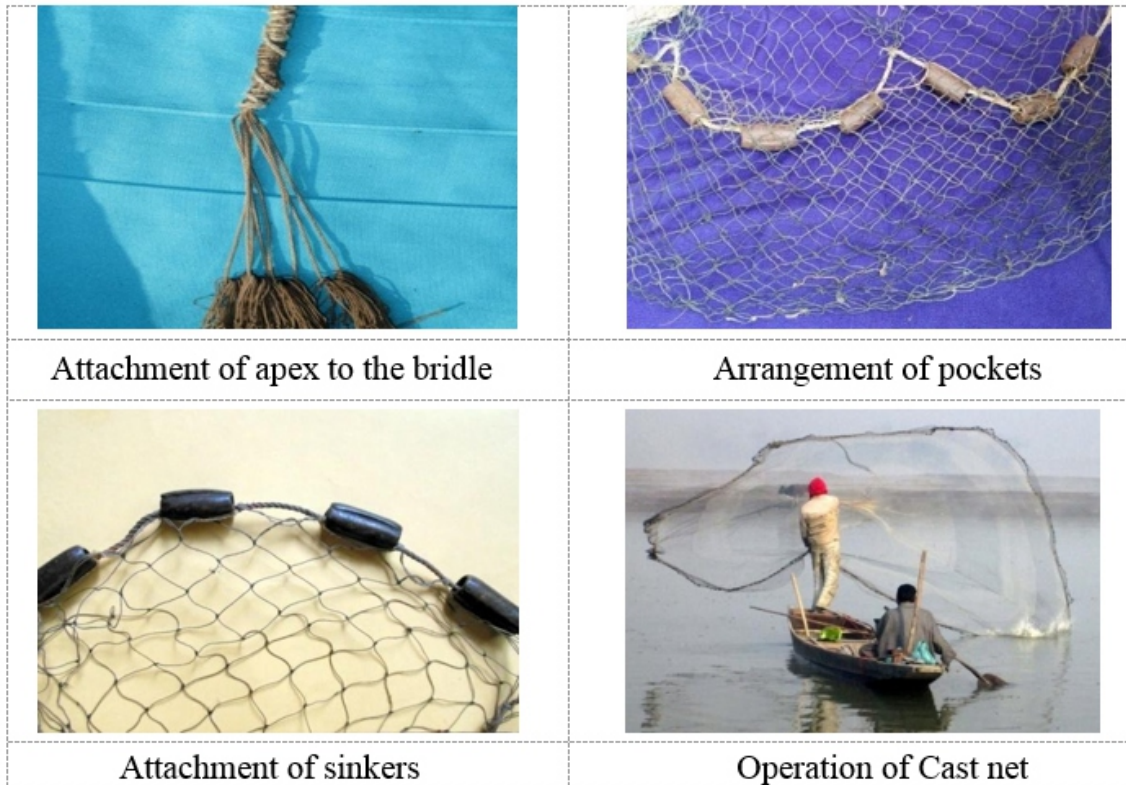 Attachment of apex to the bridle
Arrangement of pockets
Attachment of sinkers
Operation of Cast net